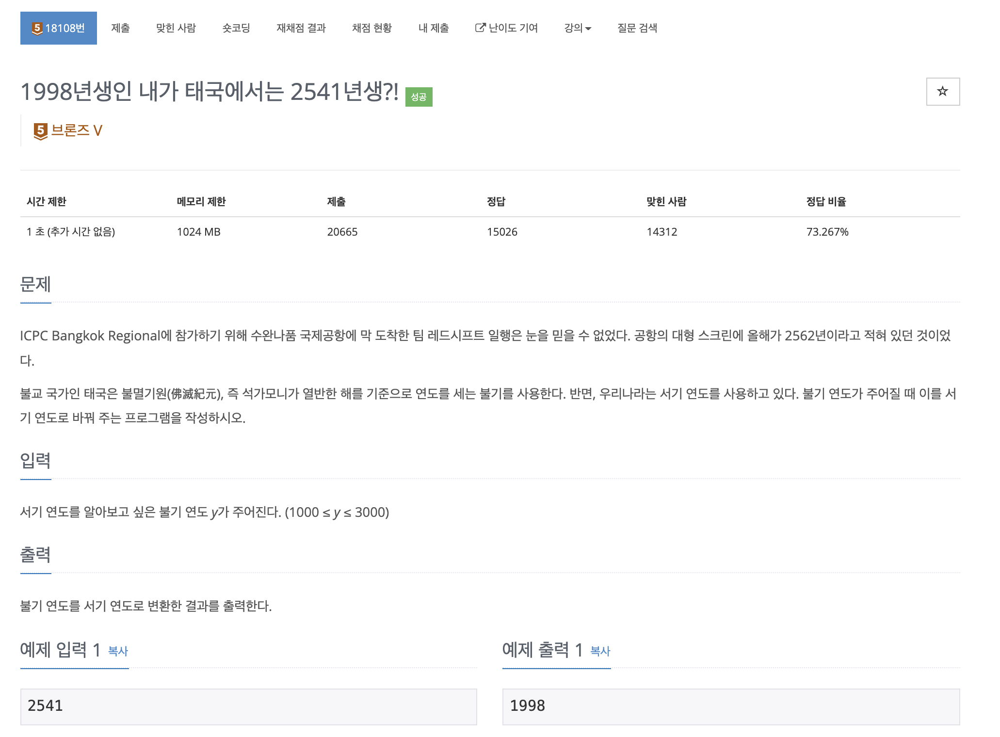 5 18108번 제출 맞힌 사람 숏코딩 재채점 결과 채점 현황 내 제출 난이도 기여 강의 질문 검색
1998년생인 내가 태국에서는 2541년생?! 성공
5 브론즈 V
시간 제한 메모리 제한 제출 정답 맞힌 사람 정답 비율
1 초 (추가 시간 없음) 1024 MB 20665 15026 14312 73.267%
문제
ICPC Bangkok Regional에 참가하기 위해 수완나품 국제공항에 막 도착한 팀 레드시프트 일행은 눈을 믿을 수 없었다. 공항의 대형 스크린에 올해가 2562년이라고 적혀 있던 것이었
다.
불교 국가인 태국은 불멸기원(佛滅紀元), 즉 석가모니가 열반한 해를 기준으로 연도를 세는 불기를 사용한다. 반면, 우리나라는 서기 연도를 사용하고 있다. 불기 연도가 주어질 때 이를 서
기 연도로 바꿔 주는 프로그램을 작성하시오.
입력
서기 연도를 알아보고 싶은 불기 연도 y가 주어진다. (1000 ≤ y ≤ 3000)
출력
불기 연도를 서기 연도로 변환한 결과를 출력한다.
예제 입력 1 복사
2541
예제 출력 1 복사
1998